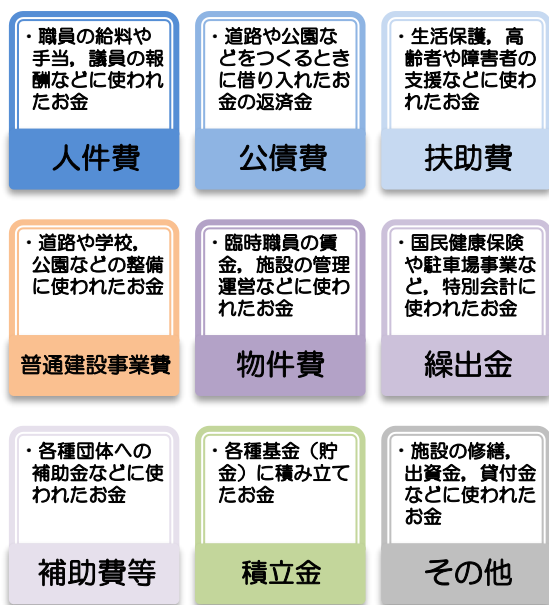 ・職員の給料や
手当，議員の報
酬などに使われ
たお金
人件費
・道路や公園な
どをつくるとき
に借り入れたお
金の返済金
公債費
・生活保護，高
齢者や障害者の
支援などに使わ
れたお金
扶助費
・道路や学校，
公園などの整備
に使われたお金
普通建設事業費
・臨時職員の賃
金，施設の管理
運営などに使わ
れたお金
物件費
・国民健康保険
や駐車場事業な
ど，特別会計に
使われたお金
繰出金
・各種団体への
補助金などに使
われたお金
補助費等
・各種基金（貯
金）に積み立て
たお金
積立金
・施設の修繕，
出資金，貸付金
などに使われた
お金
その他